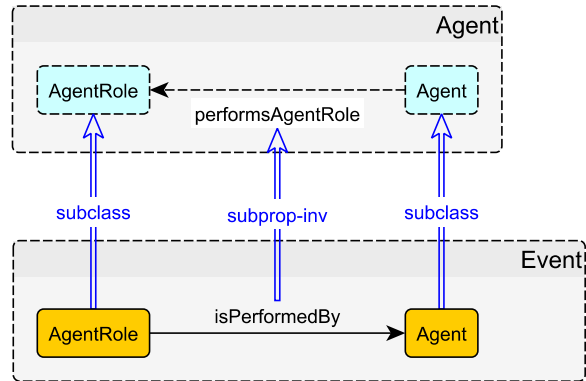 Agent
AgentRole
Agent
performsAgentRole
subclass
subprop-inv
subclass
Event
isPerformedBy
AgentRole
Agent